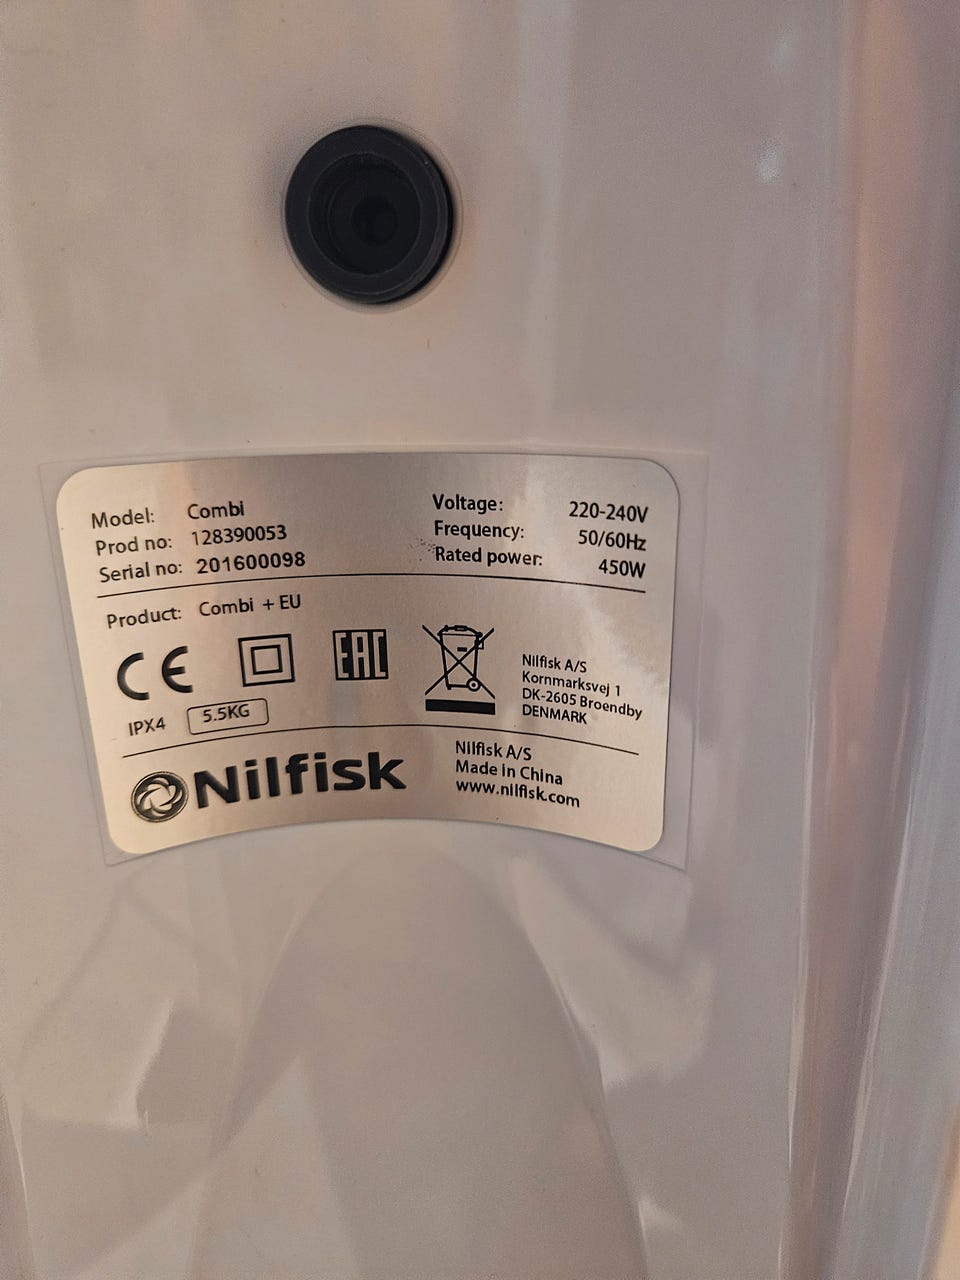 Model: Combi
Prod no: 128390053
Serial no: 201600098
Voltage: 220-240V
Frequency: 50/60Hz
Rated power: 450W
Product: Combi + EU
CE
EAC
IPX4 5.5KG
Nilfisk A/S
Kornmarksvej 1
DK-2605 Broendby
DENMARK
Nilfisk
Nilfisk A/S
Made in China
www.nilfisk.com